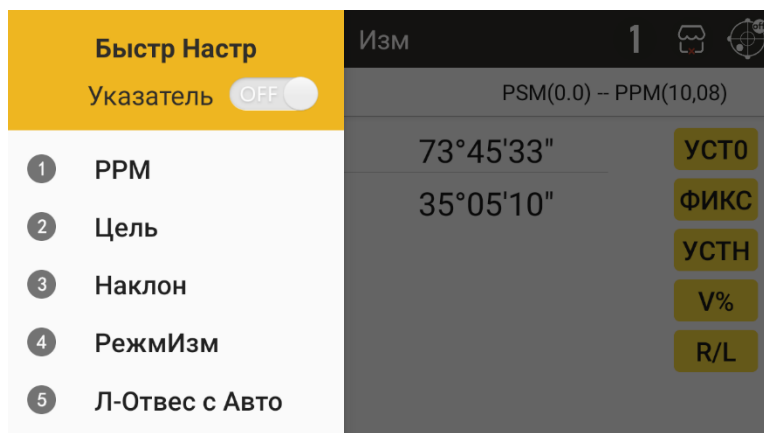 Быстр Настр
Указатель OFF
1 PPM
2 Цель
3 Наклон
4 РежмИзм
5 Л-Отвес с Авто
Изм 1 off
PSM(0.0) -- PPM(10,08)
73°45'33"
35°05'10"
УСТ0
ФИКС
УСТН
V%
R/L